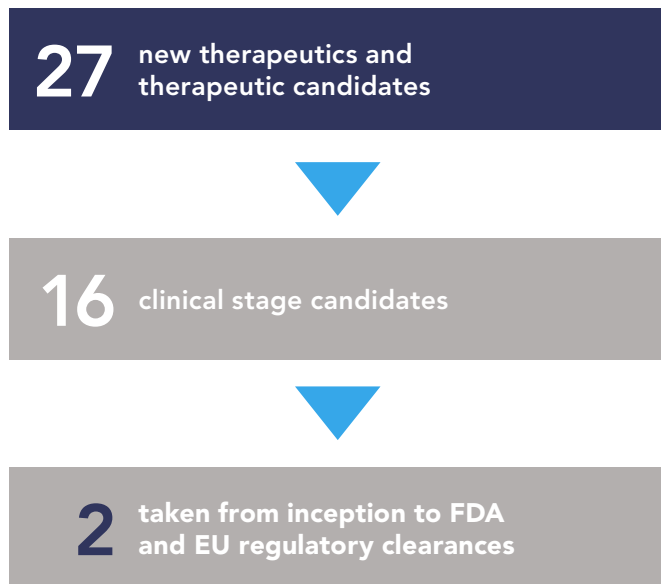 27 new therapeutics and
therapeutic candidates
16 clinical stage candidates
2 taken from inception to FDA
and EU regulatory clearances